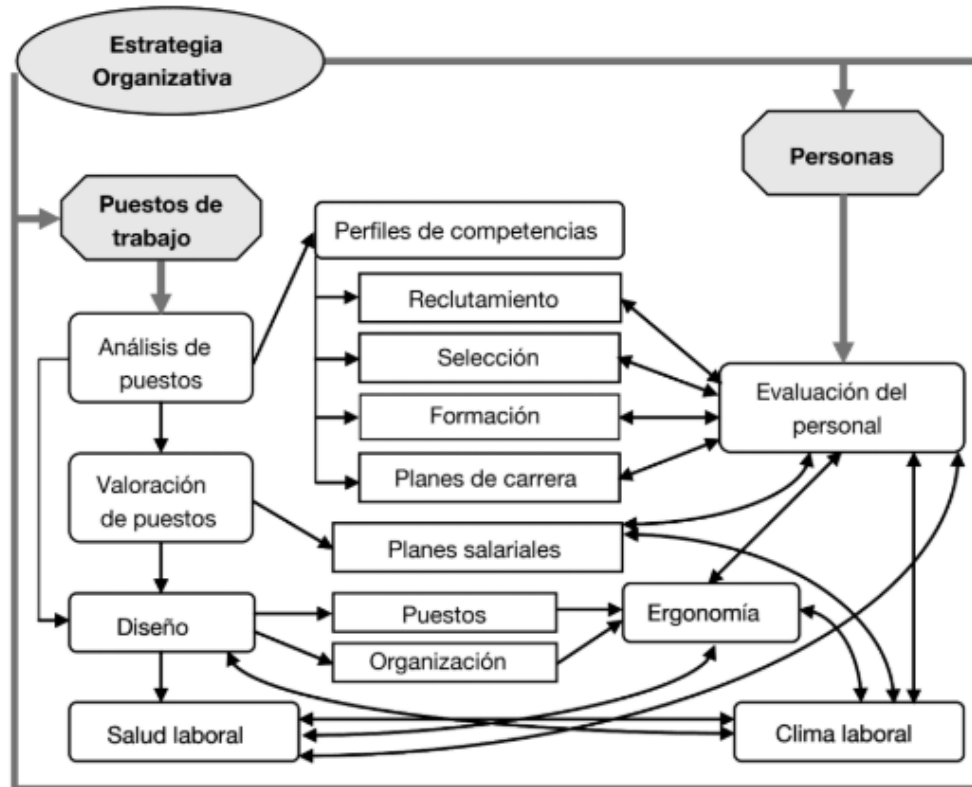 Estrategia
Organizativa
Personas
Puestos de
trabajo
Perfiles de competencias
Reclutamiento
Análisis de
puestos
Selección
Evaluación del
personal
Formación
Planes de carrera
Valoración
de puestos
Planes salariales
Diseño
Puestos
Ergonomía
Organización
Salud laboral
Clima laboral